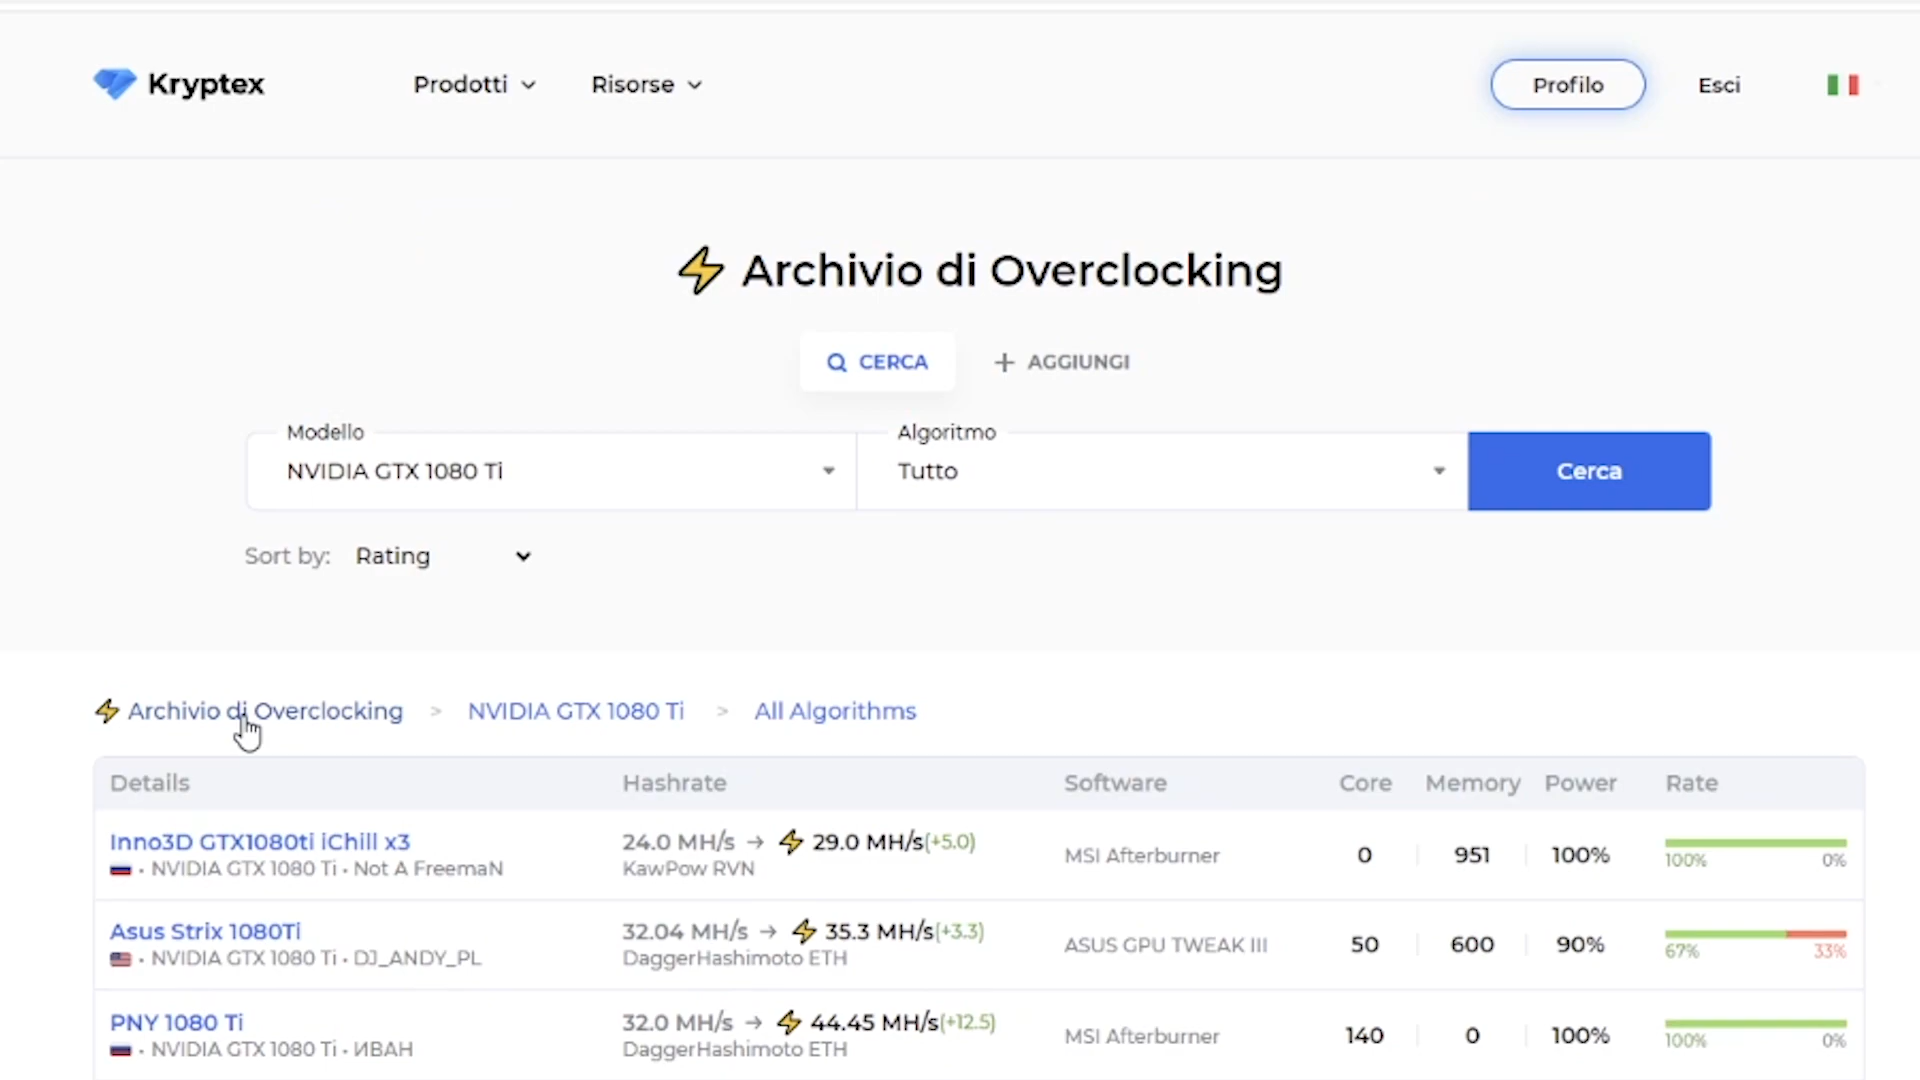 Kryptex Prodotti Risorse Profilo Esci
Archivio di Overclocking
CERCA + AGGIUNGI
Modello Algoritmo
NVIDIA GTX 1080 Ti Tutto Cerca
Sort by: Rating
Archivio di Overclocking > NVIDIA GTX 1080 Ti > All Algorithms
Details Hashrate Software Core Memory Power Rate
Inno3D GTX1080ti iChill x3 24.0 MH/s → 29.0 MH/s(+5.0) MSI Afterburner 0 951 100% 100% 0%
• NVIDIA GTX 1080 Ti • Not A FreemaN KawPow RVN
Asus Strix 1080Ti 32.04 MH/s → 35.3 MH/s(+3.3) ASUS GPU TWEAK III 50 600 90% 67% 33%
• NVIDIA GTX 1080 Ti • DJ_ANDY_PL DaggerHashimoto ETH
PNY 1080 Ti 32.0 MH/s → 44.45 MH/s(+12.5) MSI Afterburner 140 0 100% 100% 0%
• NVIDIA GTX 1080 Ti • ИВАН DaggerHashimoto ETH